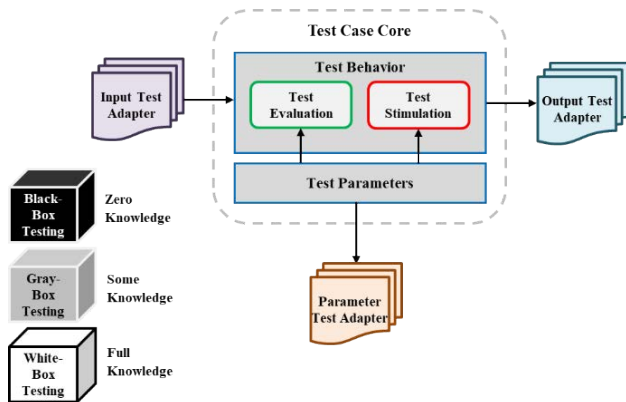 Test Case Core
Test Behavior
Input Test
Adapter
Test
Evaluation
Test
Stimulation
Output Test
Adapter
Test Parameters
Black-
Box
Testing
Zero
Knowledge
Gray-
Box
Testing
Some
Knowledge
Parameter
Test Adapter
White-
Box
Testing
Full
Knowledge